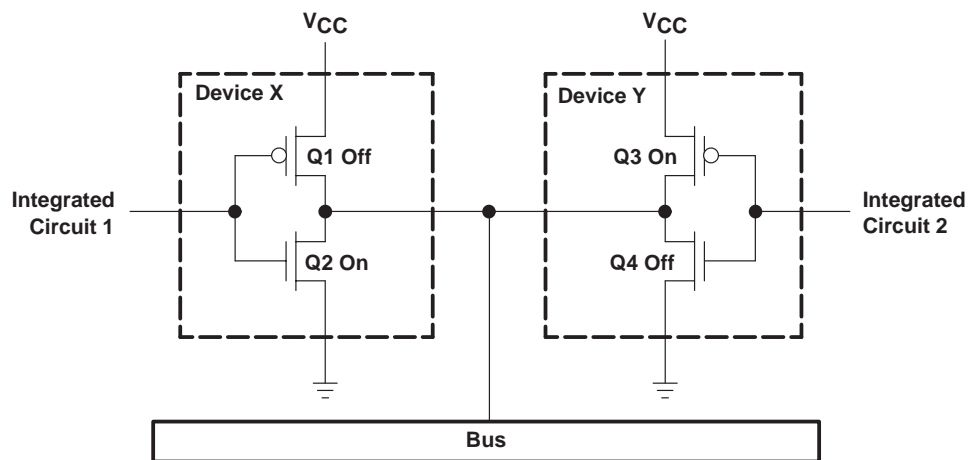 VCC
VCC
Device X
Device Y
Q1 Off
Q3 On
Integrated
Circuit 1
Integrated
Circuit 2
Q2 On
Q4 Off
Bus